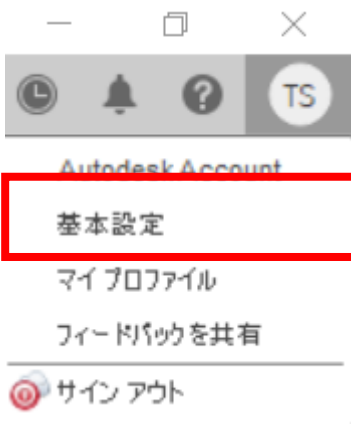 TS
Autodesk Account
基本設定
マイ プロファイル
フィードバックを共有
サイン アウト